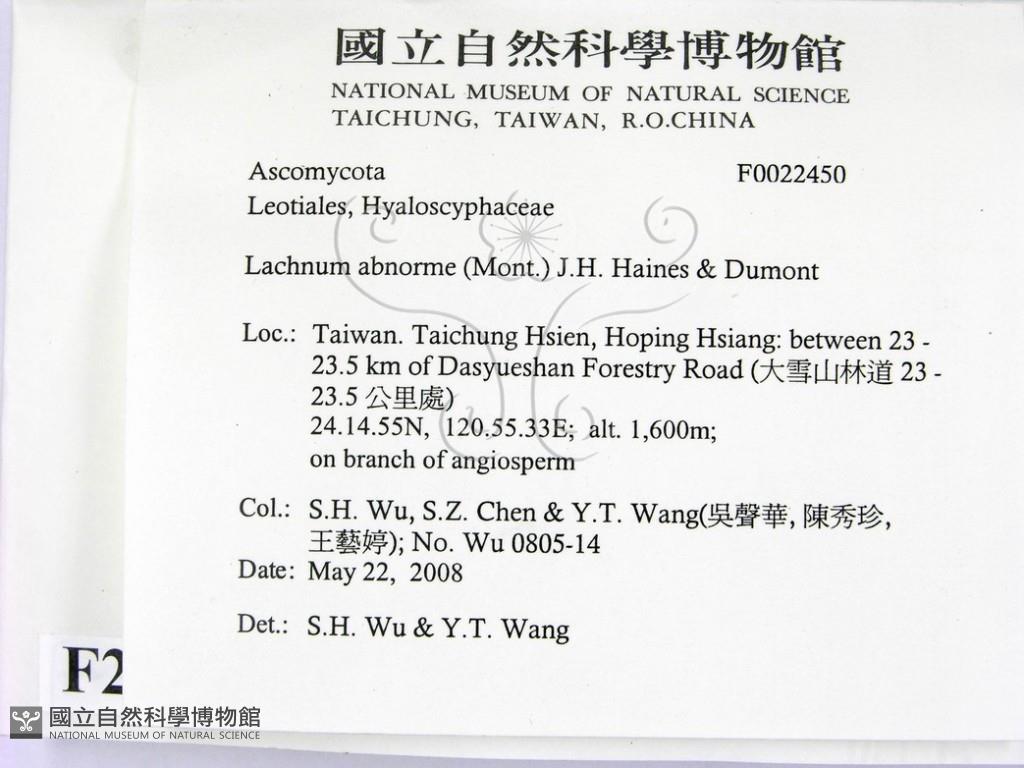 國立自然科學博物館
NATIONAL MUSEUM OF NATURAL SCIENCE
TAICHUNG, TAIWAN, R.O.CHINA
Ascomycota F0022450
Leotiales, Hyaloscyphaceae
Lachnum abnorme (Mont.) J.H. Haines & Dumont
Loc.: Taiwan. Taichung Hsien, Hoping Hsiang: between 23 -
23.5 km of Dasyueshan Forestry Road (大雪山林道 23 -
23.5 公里處)
24.14.55N, 120.55.33E; alt. 1,600m;
on branch of angiosperm
Col.: S.H. Wu, S.Z. Chen & Y.T. Wang(吳聲華, 陳秀珍,
王藝婷); No. Wu 0805-14
Date: May 22, 2008
Det.: S.H. Wu & Y.T. Wang
F2
國立自然科學博物館
NATIONAL MUSEUM OF NATURAL SCIENCE